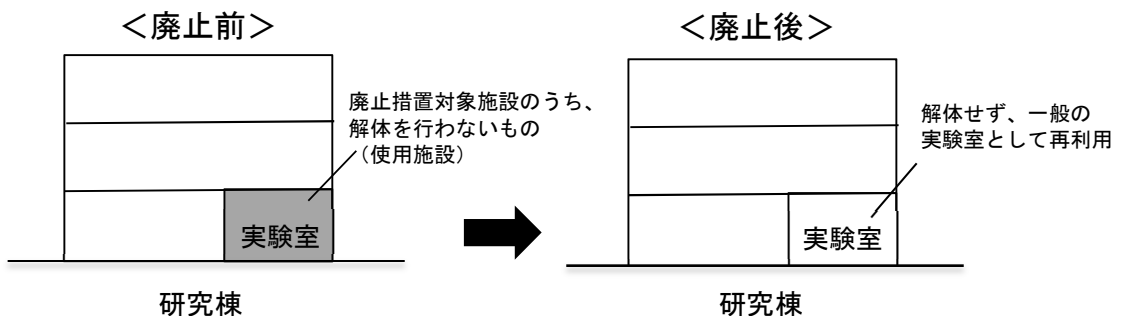 ＜廃止前＞
廃止措置対象施設のうち、
解体を行わないもの
（使用施設）
実験室
研究棟
＜廃止後＞
解体せず、一般の
実験室として再利用
実験室
研究棟